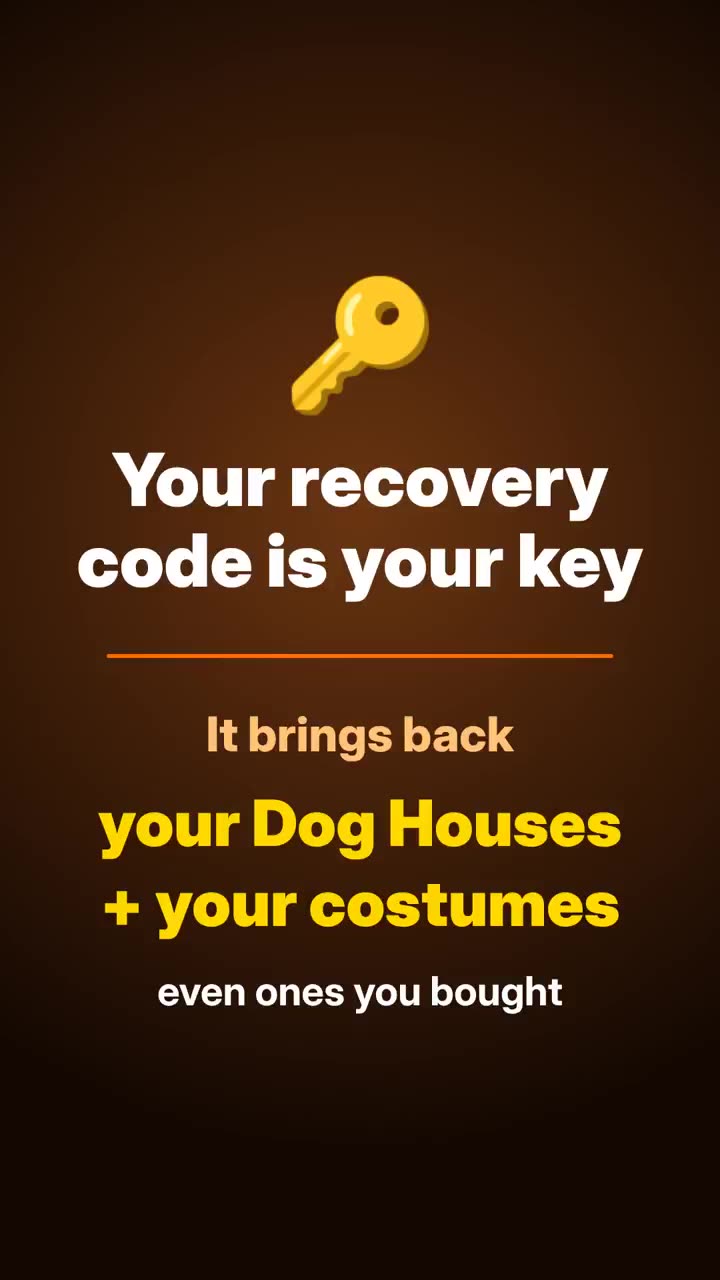 Your recovery
code is your key
It brings back
your Dog Houses
+ your costumes
even ones you bought